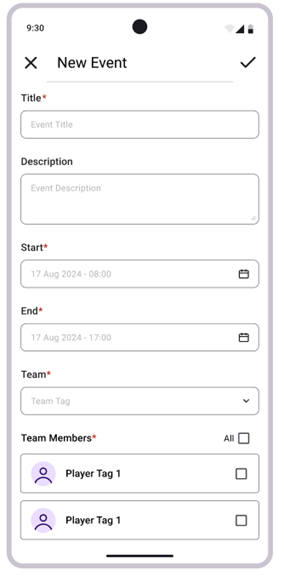 9:30
New Event
Title*
Event Title
Description
Event Description
Start*
17 Aug 2024 - 08:00
End*
17 Aug 2024 - 17:00
Team*
Team Tag
Team Members* All
Player Tag 1
Player Tag 1